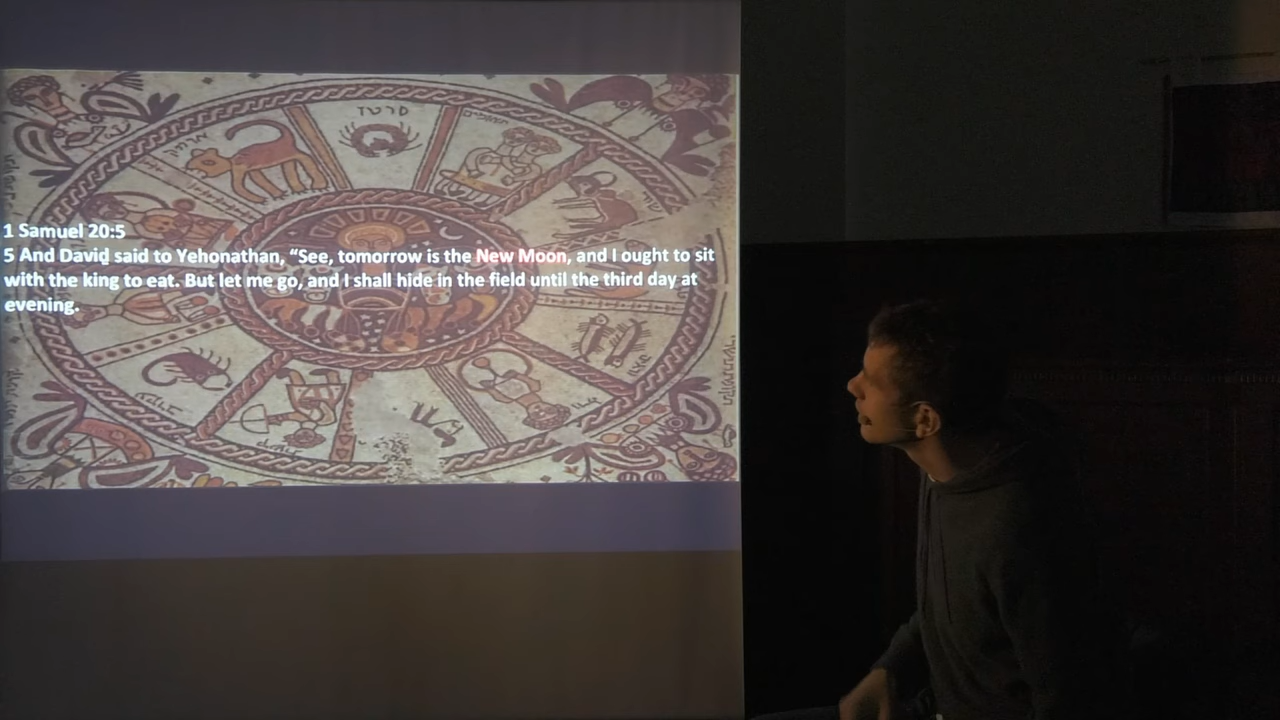 סרטן
1 Samuel 20:5
5 And David said to Yehonathan, “See, tomorrow is the New Moon, and I ought to sit
with the king to eat. But let me go, and I shall hide in the field until the third day at
evening.